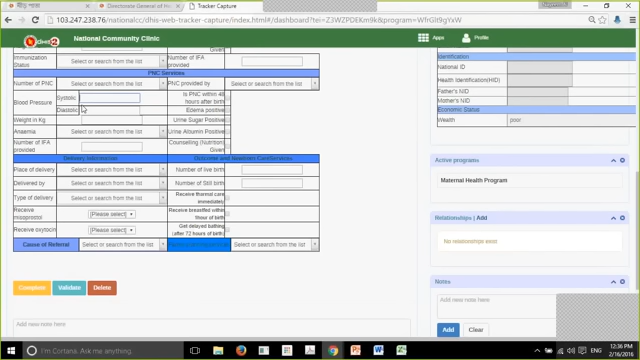 মীনু পাতা
Directorate General of H
Tracker Capture
103.247.238.76/nationalcc/dhis-web-tracker-capture/index.html#/dashboard?tei=Z3WZPDEKm9k&program=WfrGlt9gYxW
National Community Clinic
Apps
Profile
Given
Immunization Status
Select or search from the list
Number of IFA provided
PNC Services
Number of PNC
Select or search from the list
PNC provided by
Select or search from the list
Blood Pressure
Systolic
Is PNC within 48 hours after birth
Diastolic
Edema positive
Weight in Kg
Urine Sugar Positive
Anaemia
Select or search from the list
Urine Albumin Positive
Number of IFA provided
Counselling (Nutrition) Given
Delivery Information
Outcome and Newborn Care/Services
Place of delivery
Select or search from the list
Number of live birth
Delivered by
Select or search from the list
Number of Still birth
Type of delivery
Select or search from the list
Receive thermal care immediately
Receive misoprostol
[Please select]
Receive breastfed within 1hour of birth
Receive oxytocin
[Please select]
Get delayed bathing (after 72 hours of birth)
Cause of Referral
Select or search from the list
Select or search from the list
Complete
Validate
Delete
Add new note here
Identification
National ID
Health Identification(HID)
Father's NID
Mother's NID
Economic Status
Wealth
poor
Active programs
Maternal Health Program
Relationships | Add
No relationships exist
Notes
Add new note here
Add
Clear
I'm Cortana. Ask me anything.
12:36 PM
2/16/2016